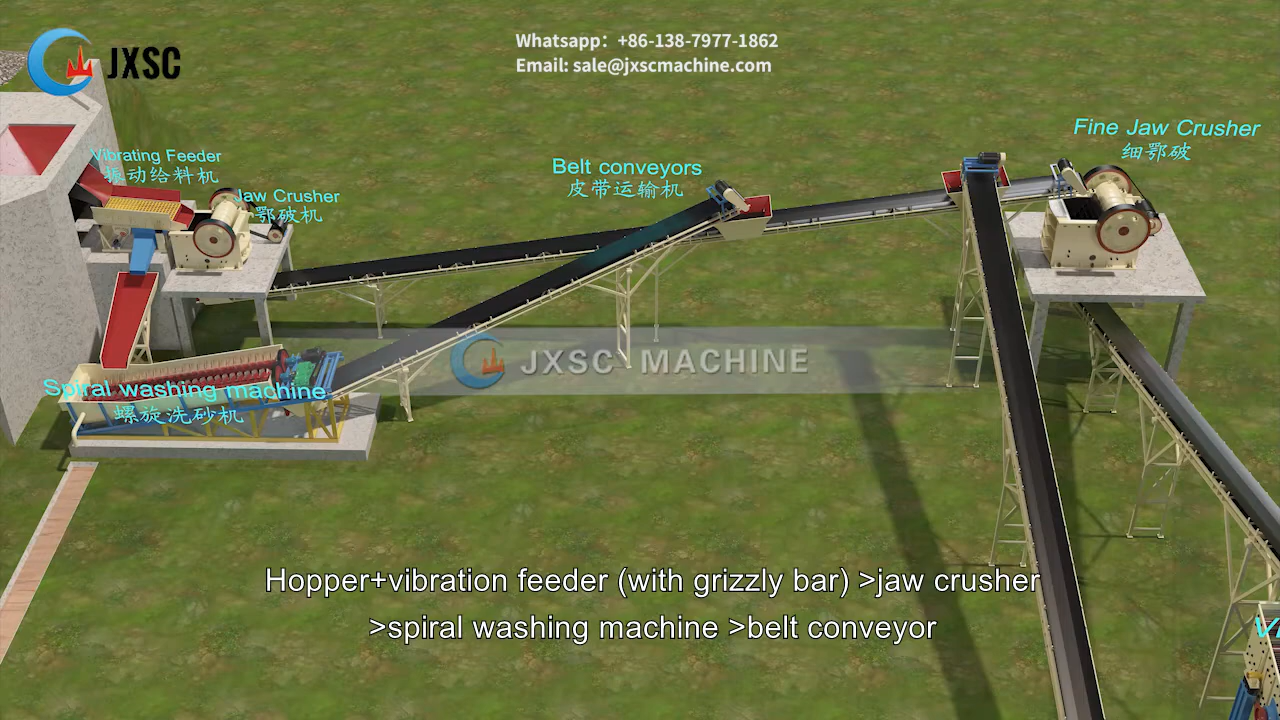 JXSC
Whatsapp：+86-138-7977-1862
Email: sale@jxscmachine.com
Vibrating Feeder
振动给料机
Jaw Crusher
鄂破机
Belt conveyors
皮带运输机
Fine Jaw Crusher
细鄂破
JXSC MACHINE
Spiral washing machine
螺旋洗砂机
Hopper+vibration feeder (with grizzly bar) >jaw crusher
>spiral washing machine >belt conveyor